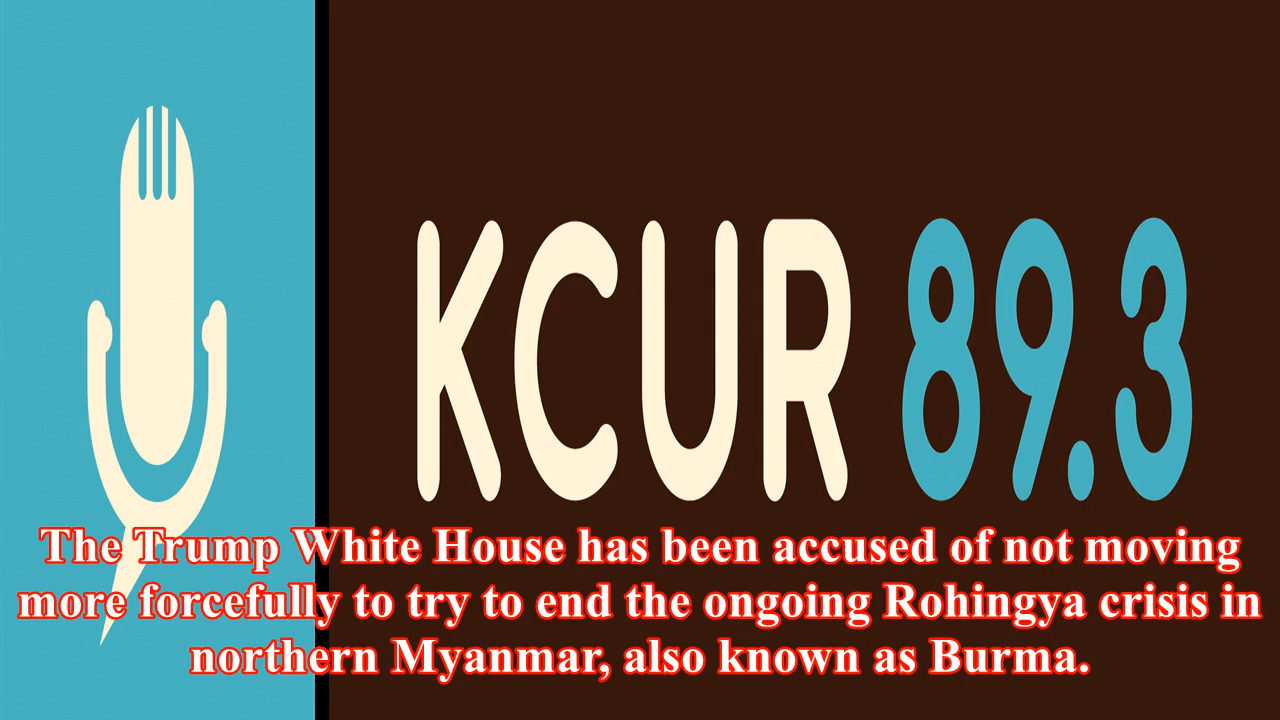 KCUR 89.3
The Trump White House has been accused of not moving
more forcefully to try to end the ongoing Rohingya crisis in
northern Myanmar, also known as Burma.